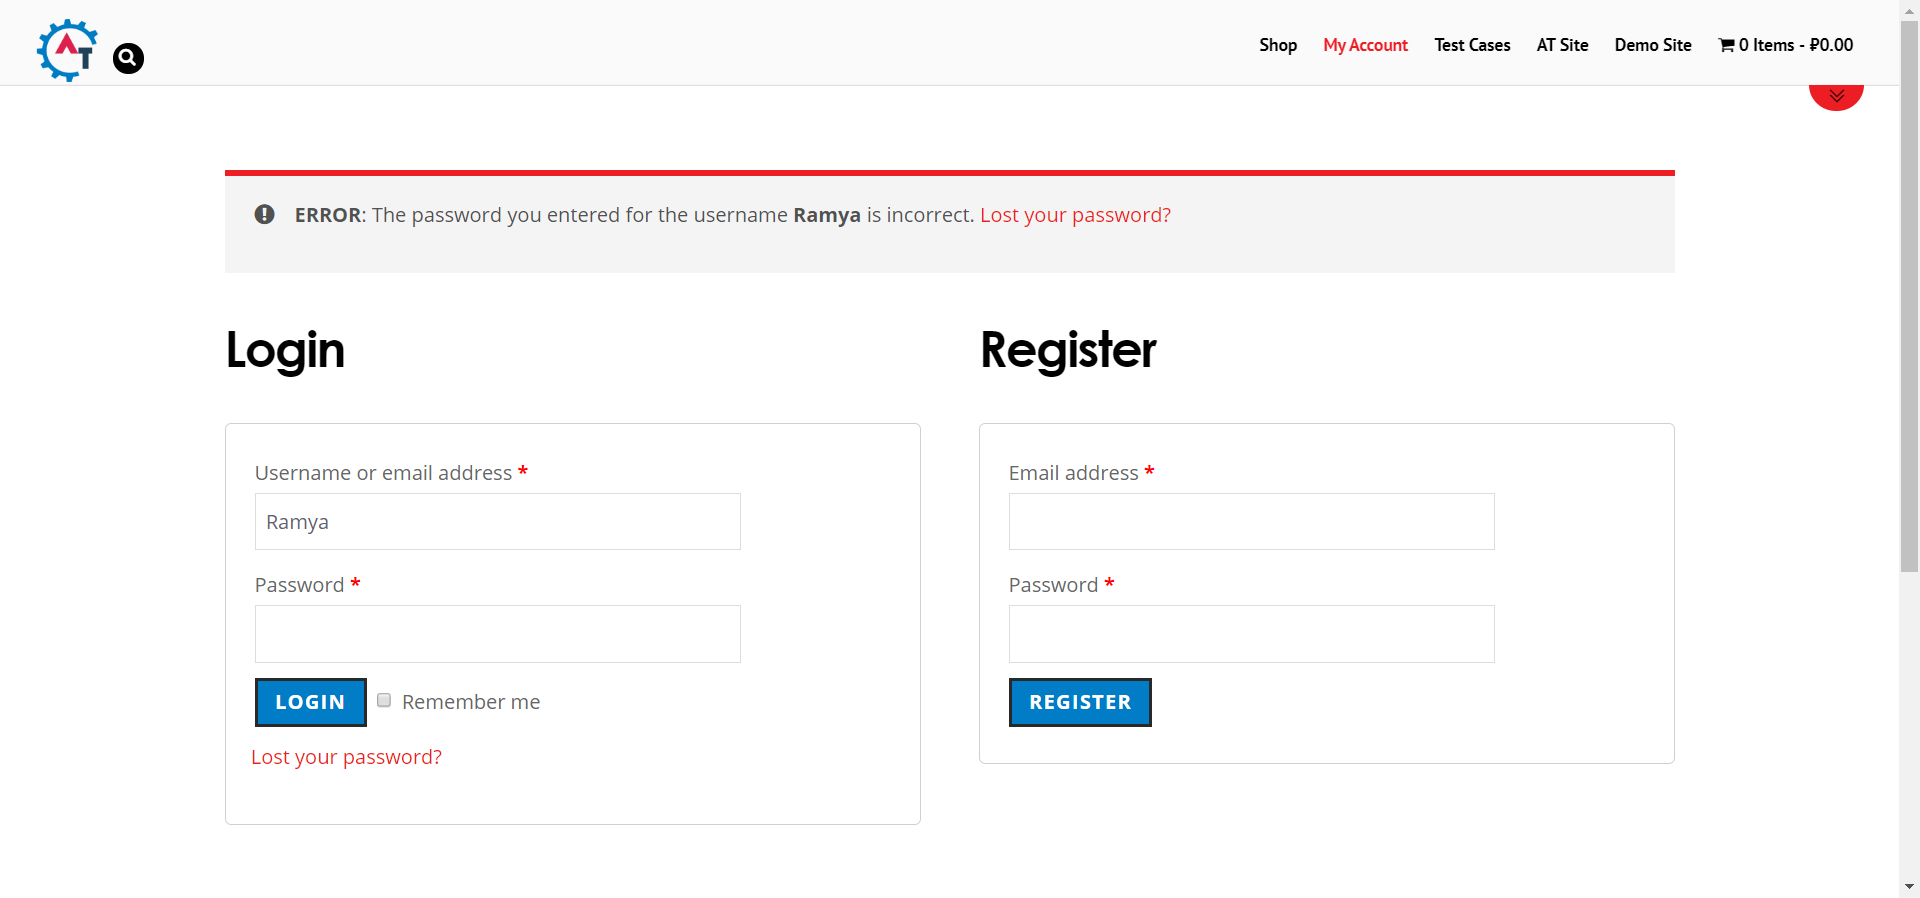 AT
Shop My Account Test Cases AT Site Demo Site 0 Items - ₽0.00
ERROR: The password you entered for the username Ramya is incorrect. Lost your password?
Login
Register
Username or email address *
Ramya
Password *
LOGIN Remember me
Lost your password?
Email address *
Password *
REGISTER